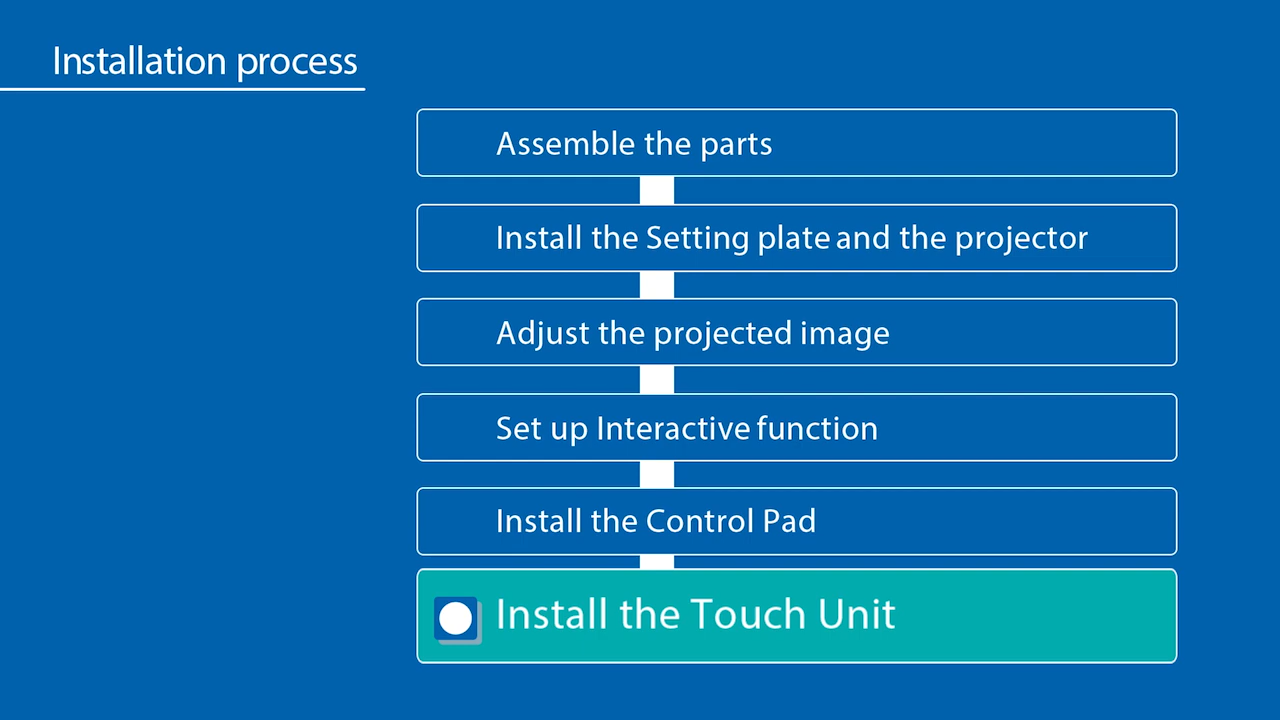 Installation process
Assemble the parts
Install the Setting plate and the projector
Adjust the projected image
Set up Interactive function
Install the Control Pad
Install the Touch Unit